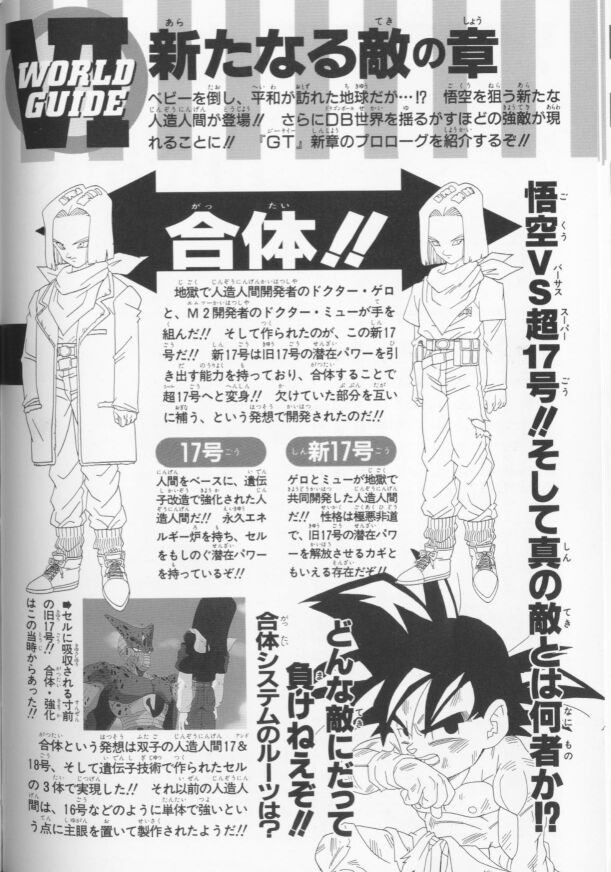 VI
WORLD
GUIDE
新たなる敵の章
ベビーを倒し、平和が訪れた地球だが…!? 悟空を狙う新たな
人造人間が登場!! さらにDB世界を揺るがすほどの強敵が現
れることに!! 『GT』新章のプロローグを紹介するぞ!!
悟空VS超17号!!そして真の敵とは何者か!?
合体!!
地獄で人造人間開発者のドクター・ゲロ
と、M2開発者のドクター・ミューが手を
組んだ!! そして作られたのが、この新17
号だ!! 新17号は旧17号の潜在パワーを引
き出す能力を持っており、合体することで
超17号へと変身!! 欠けていた部分を互い
に補う、という発想で開発されたのだ!!
17号
人間をベースに、遺伝
子改造で強化された人
造人間だ!! 永久エネ
ルギー炉を持ち、セル
をもしのぐ潜在パワー
を持っているぞ!!
新17号
ゲロとミューが地獄で
共同開発した人造人間
だ!! 性格は極悪非道
で、旧17号の潜在パワ
ーを解放させるカギと
もいえる存在だぞ!!
どんな敵にだって
負けねえぞ!!
合体システムのルーツは?
➡セルに吸収される寸前
の旧17号!! 合体・強化
はこの当時からあった!!
合体という発想は双子の人造人間17&
18号、そして遺伝子技術で作られたセル
の3体で実現した!! それ以前の人造人
間は、16号などのように単体で強いとい
う点に主眼を置いて製作されたようだ!!